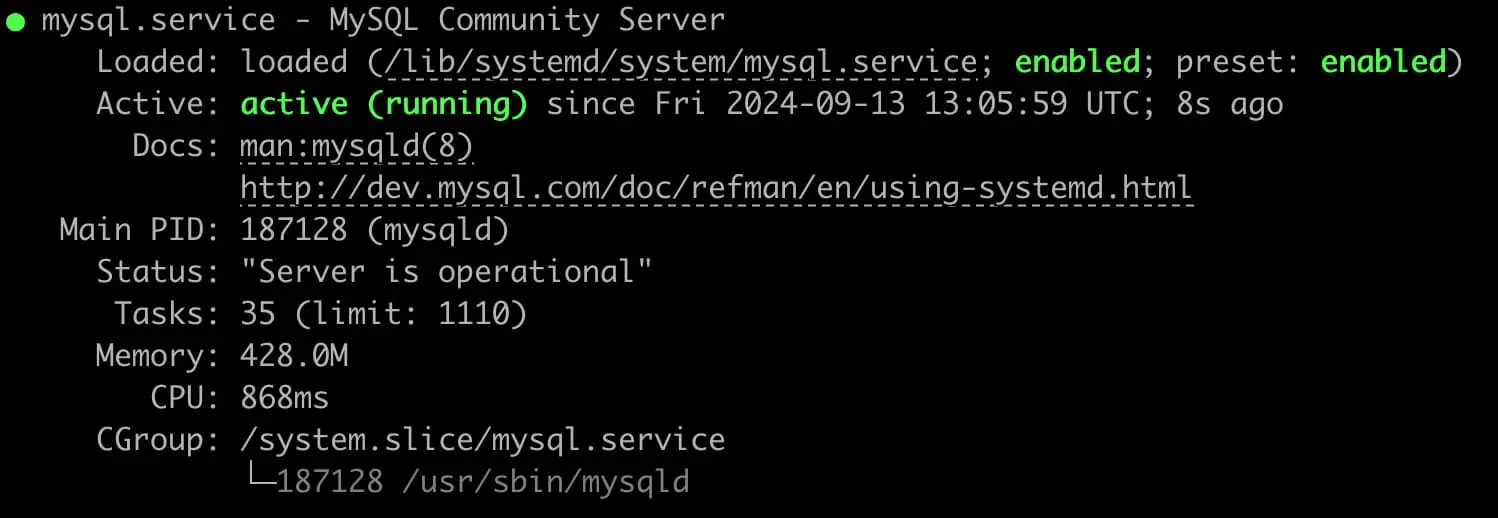 ● mysql.service - MySQL Community Server
Loaded: loaded (/lib/systemd/system/mysql.service; enabled; preset: enabled)
Active: active (running) since Fri 2024-09-13 13:05:59 UTC; 8s ago
Docs: man:mysqld(8)
http://dev.mysql.com/doc/refman/en/using-systemd.html
Main PID: 187128 (mysqld)
Status: "Server is operational"
Tasks: 35 (limit: 1110)
Memory: 428.0M
CPU: 868ms
CGroup: /system.slice/mysql.service
└─187128 /usr/sbin/mysqld